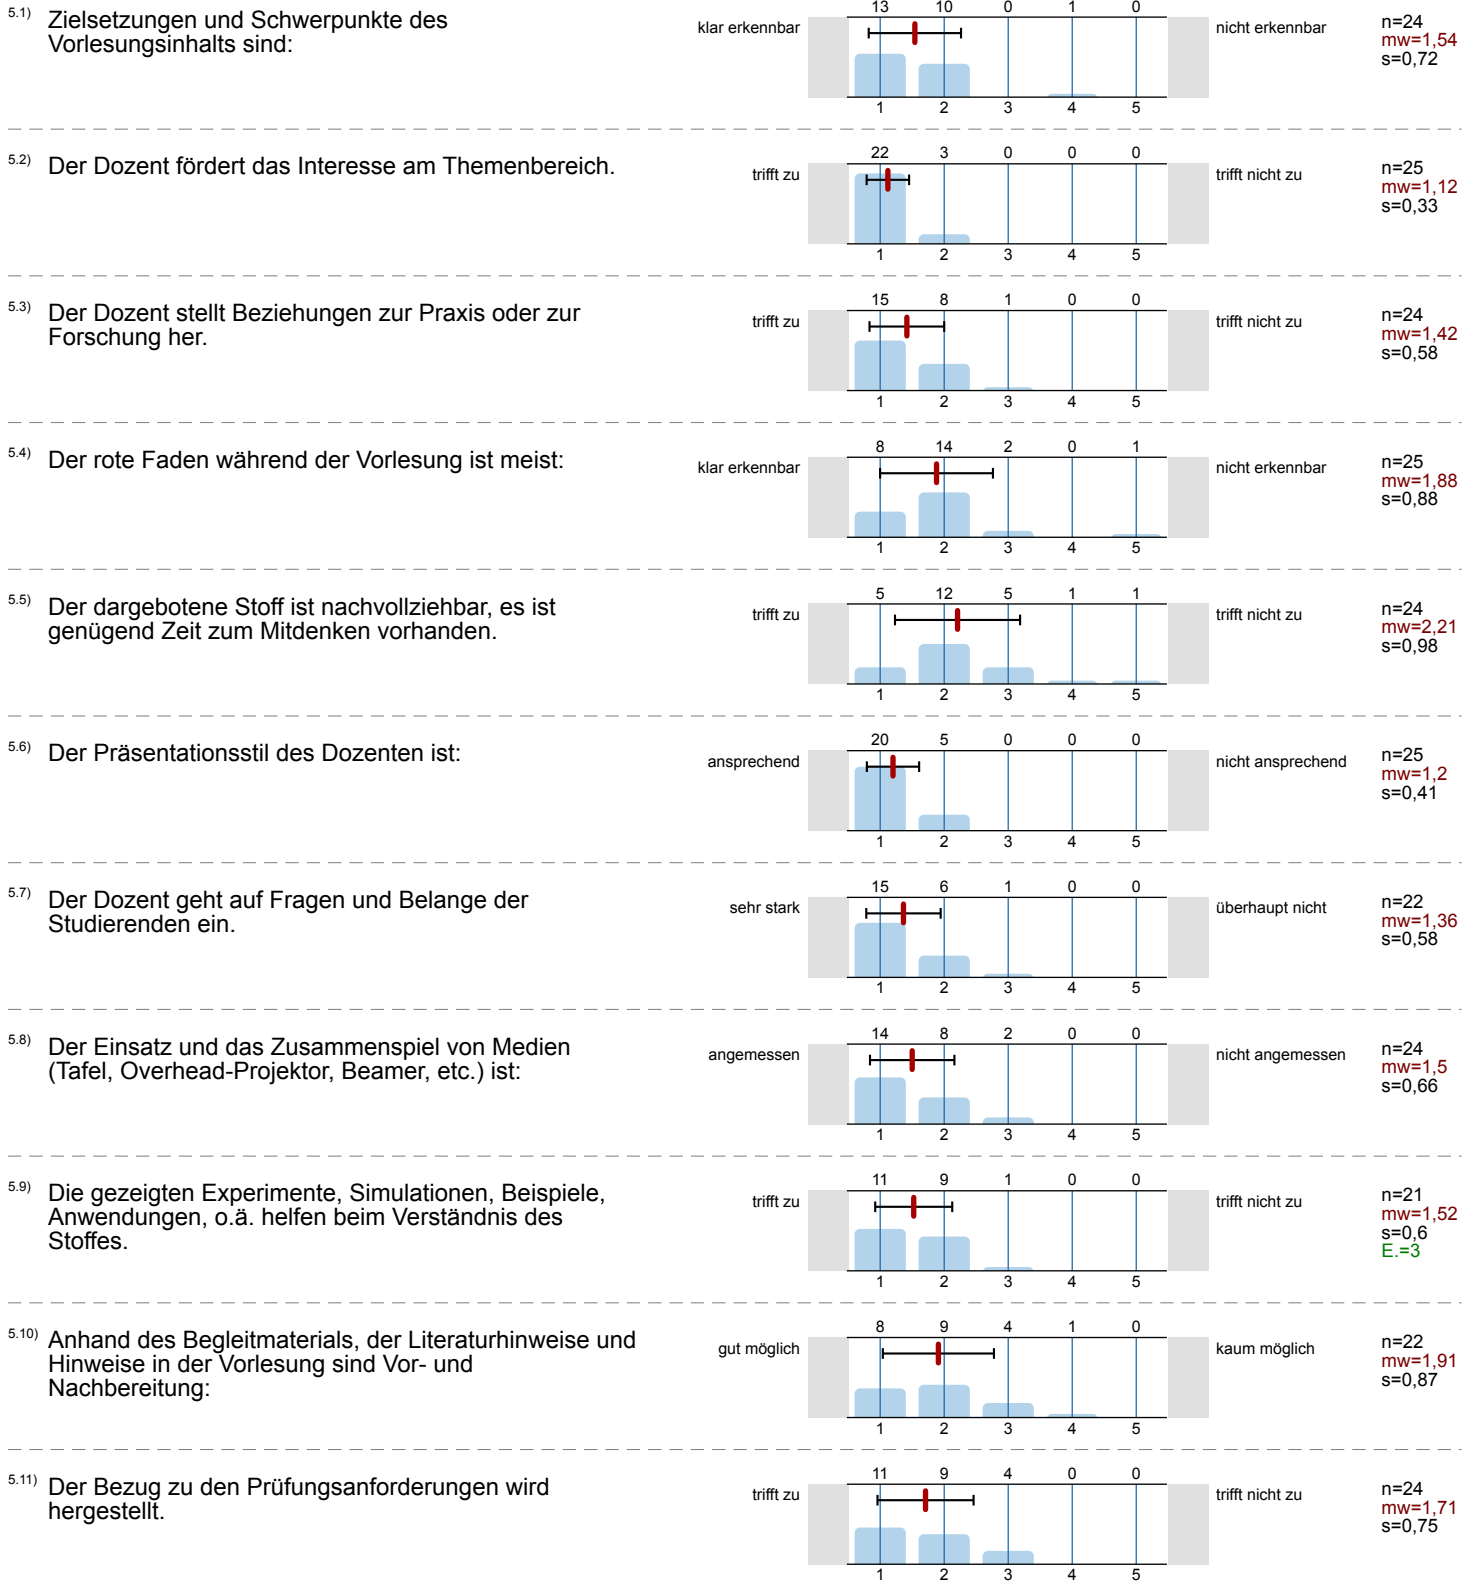 5.1) Zielsetzungen und Schwerpunkte des
Vorlesungsinhalts sind:
klar erkennbar
13 10 0 1 0
1 2 3 4 5
nicht erkennbar
n=24
mw=1,54
s=0,72
5.2) Der Dozent fördert das Interesse am Themenbereich.
trifft zu
22 3 0 0 0
1 2 3 4 5
trifft nicht zu
n=25
mw=1,12
s=0,33
5.3) Der Dozent stellt Beziehungen zur Praxis oder zur
Forschung her.
trifft zu
15 8 1 0 0
1 2 3 4 5
trifft nicht zu
n=24
mw=1,42
s=0,58
5.4) Der rote Faden während der Vorlesung ist meist:
klar erkennbar
8 14 2 0 1
1 2 3 4 5
nicht erkennbar
n=25
mw=1,88
s=0,88
5.5) Der dargebotene Stoff ist nachvollziehbar, es ist
genügend Zeit zum Mitdenken vorhanden.
trifft zu
5 12 5 1 1
1 2 3 4 5
trifft nicht zu
n=24
mw=2,21
s=0,98
5.6) Der Präsentationsstil des Dozenten ist:
ansprechend
20 5 0 0 0
1 2 3 4 5
nicht ansprechend
n=25
mw=1,2
s=0,41
5.7) Der Dozent geht auf Fragen und Belange der
Studierenden ein.
sehr stark
15 6 1 0 0
1 2 3 4 5
überhaupt nicht
n=22
mw=1,36
s=0,58
5.8) Der Einsatz und das Zusammenspiel von Medien
(Tafel, Overhead-Projektor, Beamer, etc.) ist:
angemessen
14 8 2 0 0
1 2 3 4 5
nicht angemessen
n=24
mw=1,5
s=0,66
5.9) Die gezeigten Experimente, Simulationen, Beispiele,
Anwendungen, o.ä. helfen beim Verständnis des
Stoffes.
trifft zu
11 9 1 0 0
1 2 3 4 5
trifft nicht zu
n=21
mw=1,52
s=0,6
E.=3
5.10) Anhand des Begleitmaterials, der Literaturhinweise und
Hinweise in der Vorlesung sind Vor- und
Nachbereitung:
gut möglich
8 9 4 1 0
1 2 3 4 5
kaum möglich
n=22
mw=1,91
s=0,87
5.11) Der Bezug zu den Prüfungsanforderungen wird
hergestellt.
trifft zu
11 9 4 0 0
1 2 3 4 5
trifft nicht zu
n=24
mw=1,71
s=0,75